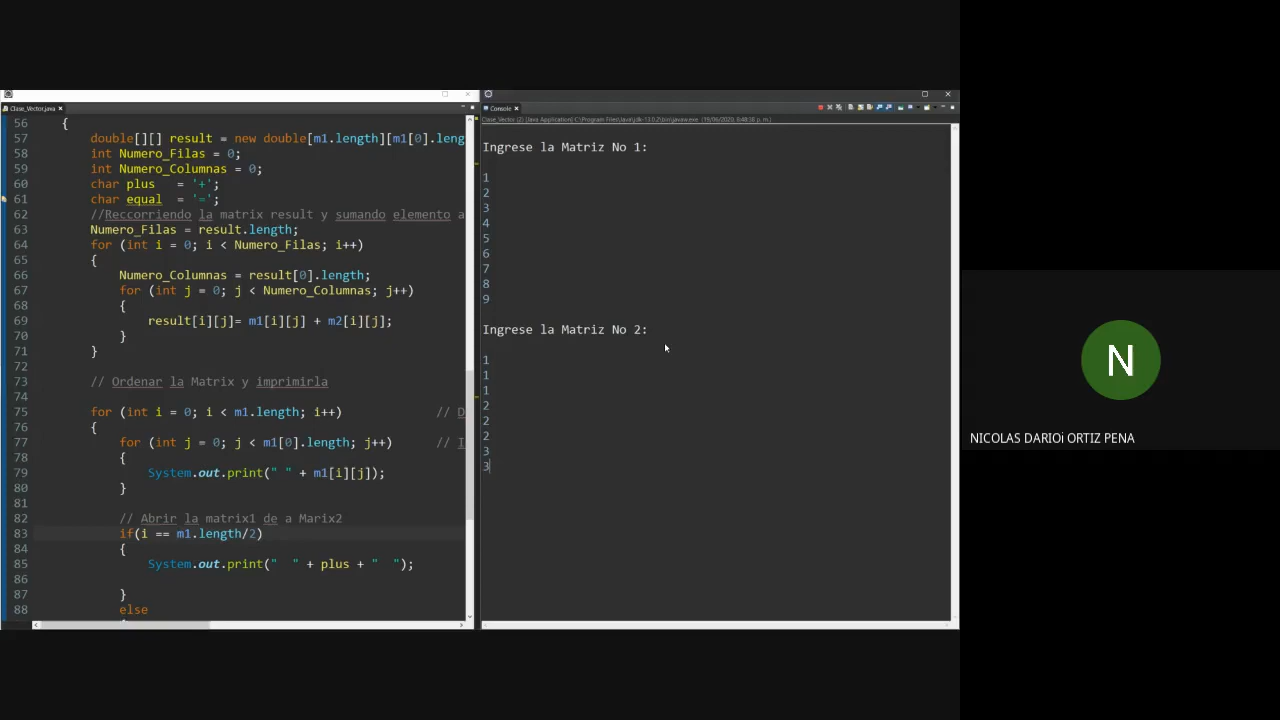 Clase_Vector.java
56 {
57 double[][] result = new double[m1.length][m1[0].leng
58 int Numero_Filas = 0;
59 int Numero_Columnas = 0;
60 char plus = '+';
61 char equal = '=';
62 //Reccorriendo la matrix result y sumando elemento a
63 Numero_Filas = result.length;
64 for (int i = 0; i < Numero_Filas; i++)
65 {
66 Numero_Columnas = result[0].length;
67 for (int j = 0; j < Numero_Columnas; j++)
68 {
69 result[i][j]= m1[i][j] + m2[i][j];
70 }
71 }
72
73 // Ordenar la Matrix y imprimirla
74
75 for (int i = 0; i < m1.length; i++) // D
76 {
77 for (int j = 0; j < m1[0].length; j++) // I
78 {
79 System.out.print(" " + m1[i][j]);
80 }
81
82 // Abrir la matrix1 de a Marix2
83 if(i == m1.length/2)
84 {
85 System.out.print("  " + plus + "  ");
86
87 }
88 else
Console
Clase_Vector (2) [Java Application] C:\Program Files\Java\jdk-13.0.2\bin\javaw.exe (19/06/2020, 8:48:38 p. m.)
Ingrese la Matriz No 1:
1
2
3
4
5
6
7
8
9
Ingrese la Matriz No 2:
1
1
1
2
2
2
3
3
N
NICOLAS DARIOi ORTIZ PENA